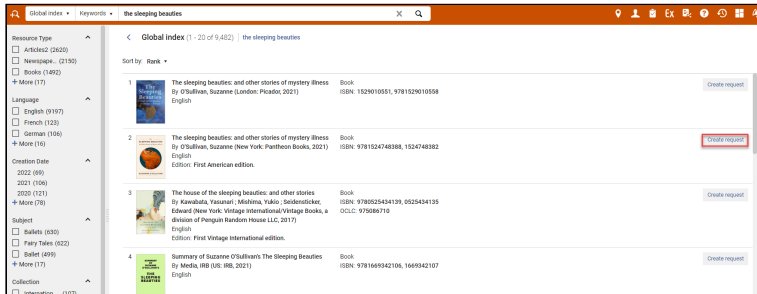 Global index Keywords the sleeping beauties
Resource Type
Articles2 (2620)
Newspape... (2150)
Books (1492)
+ More (17)
Language
English (9197)
French (123)
German (106)
+ More (16)
Creation Date
2022 (69)
2021 (106)
2020 (121)
+ More (78)
Subject
Ballets (630)
Fairy Tales (622)
Ballet (499)
+ More (17)
Collection
Global index (1 - 20 of 9,482) the sleeping beauties
Sort by: Rank
1 The sleeping beauties: and other stories of mystery illness Book Create request
By O'Sullivan, Suzanne (London: Picador, 2021) ISBN: 1529010551, 9781529010558
English
2 The sleeping beauties: and other stories of mystery illness Book Create request
By O'Sullivan, Suzanne (New York: Pantheon Books, 2021) ISBN: 9781524748388, 1524748382
English
Edition: First American edition.
3 The house of the sleeping beauties: and other stories Book Create request
By Kawabata, Yasunari ; Mishima, Yukio ; Seidensticker, ISBN: 9780525434139, 0525434135
Edward (New York: Vintage International/Vintage Books, a OCLC: 975086710
division of Penguin Random House LLC, 2017)
English
Edition: First Vintage International edition.
4 Summary of Suzanne O'Sullivan's The Sleeping Beauties Book Create request
By Media, IRB (US: IRB, 2021) ISBN: 9781669342106, 1669342107
English